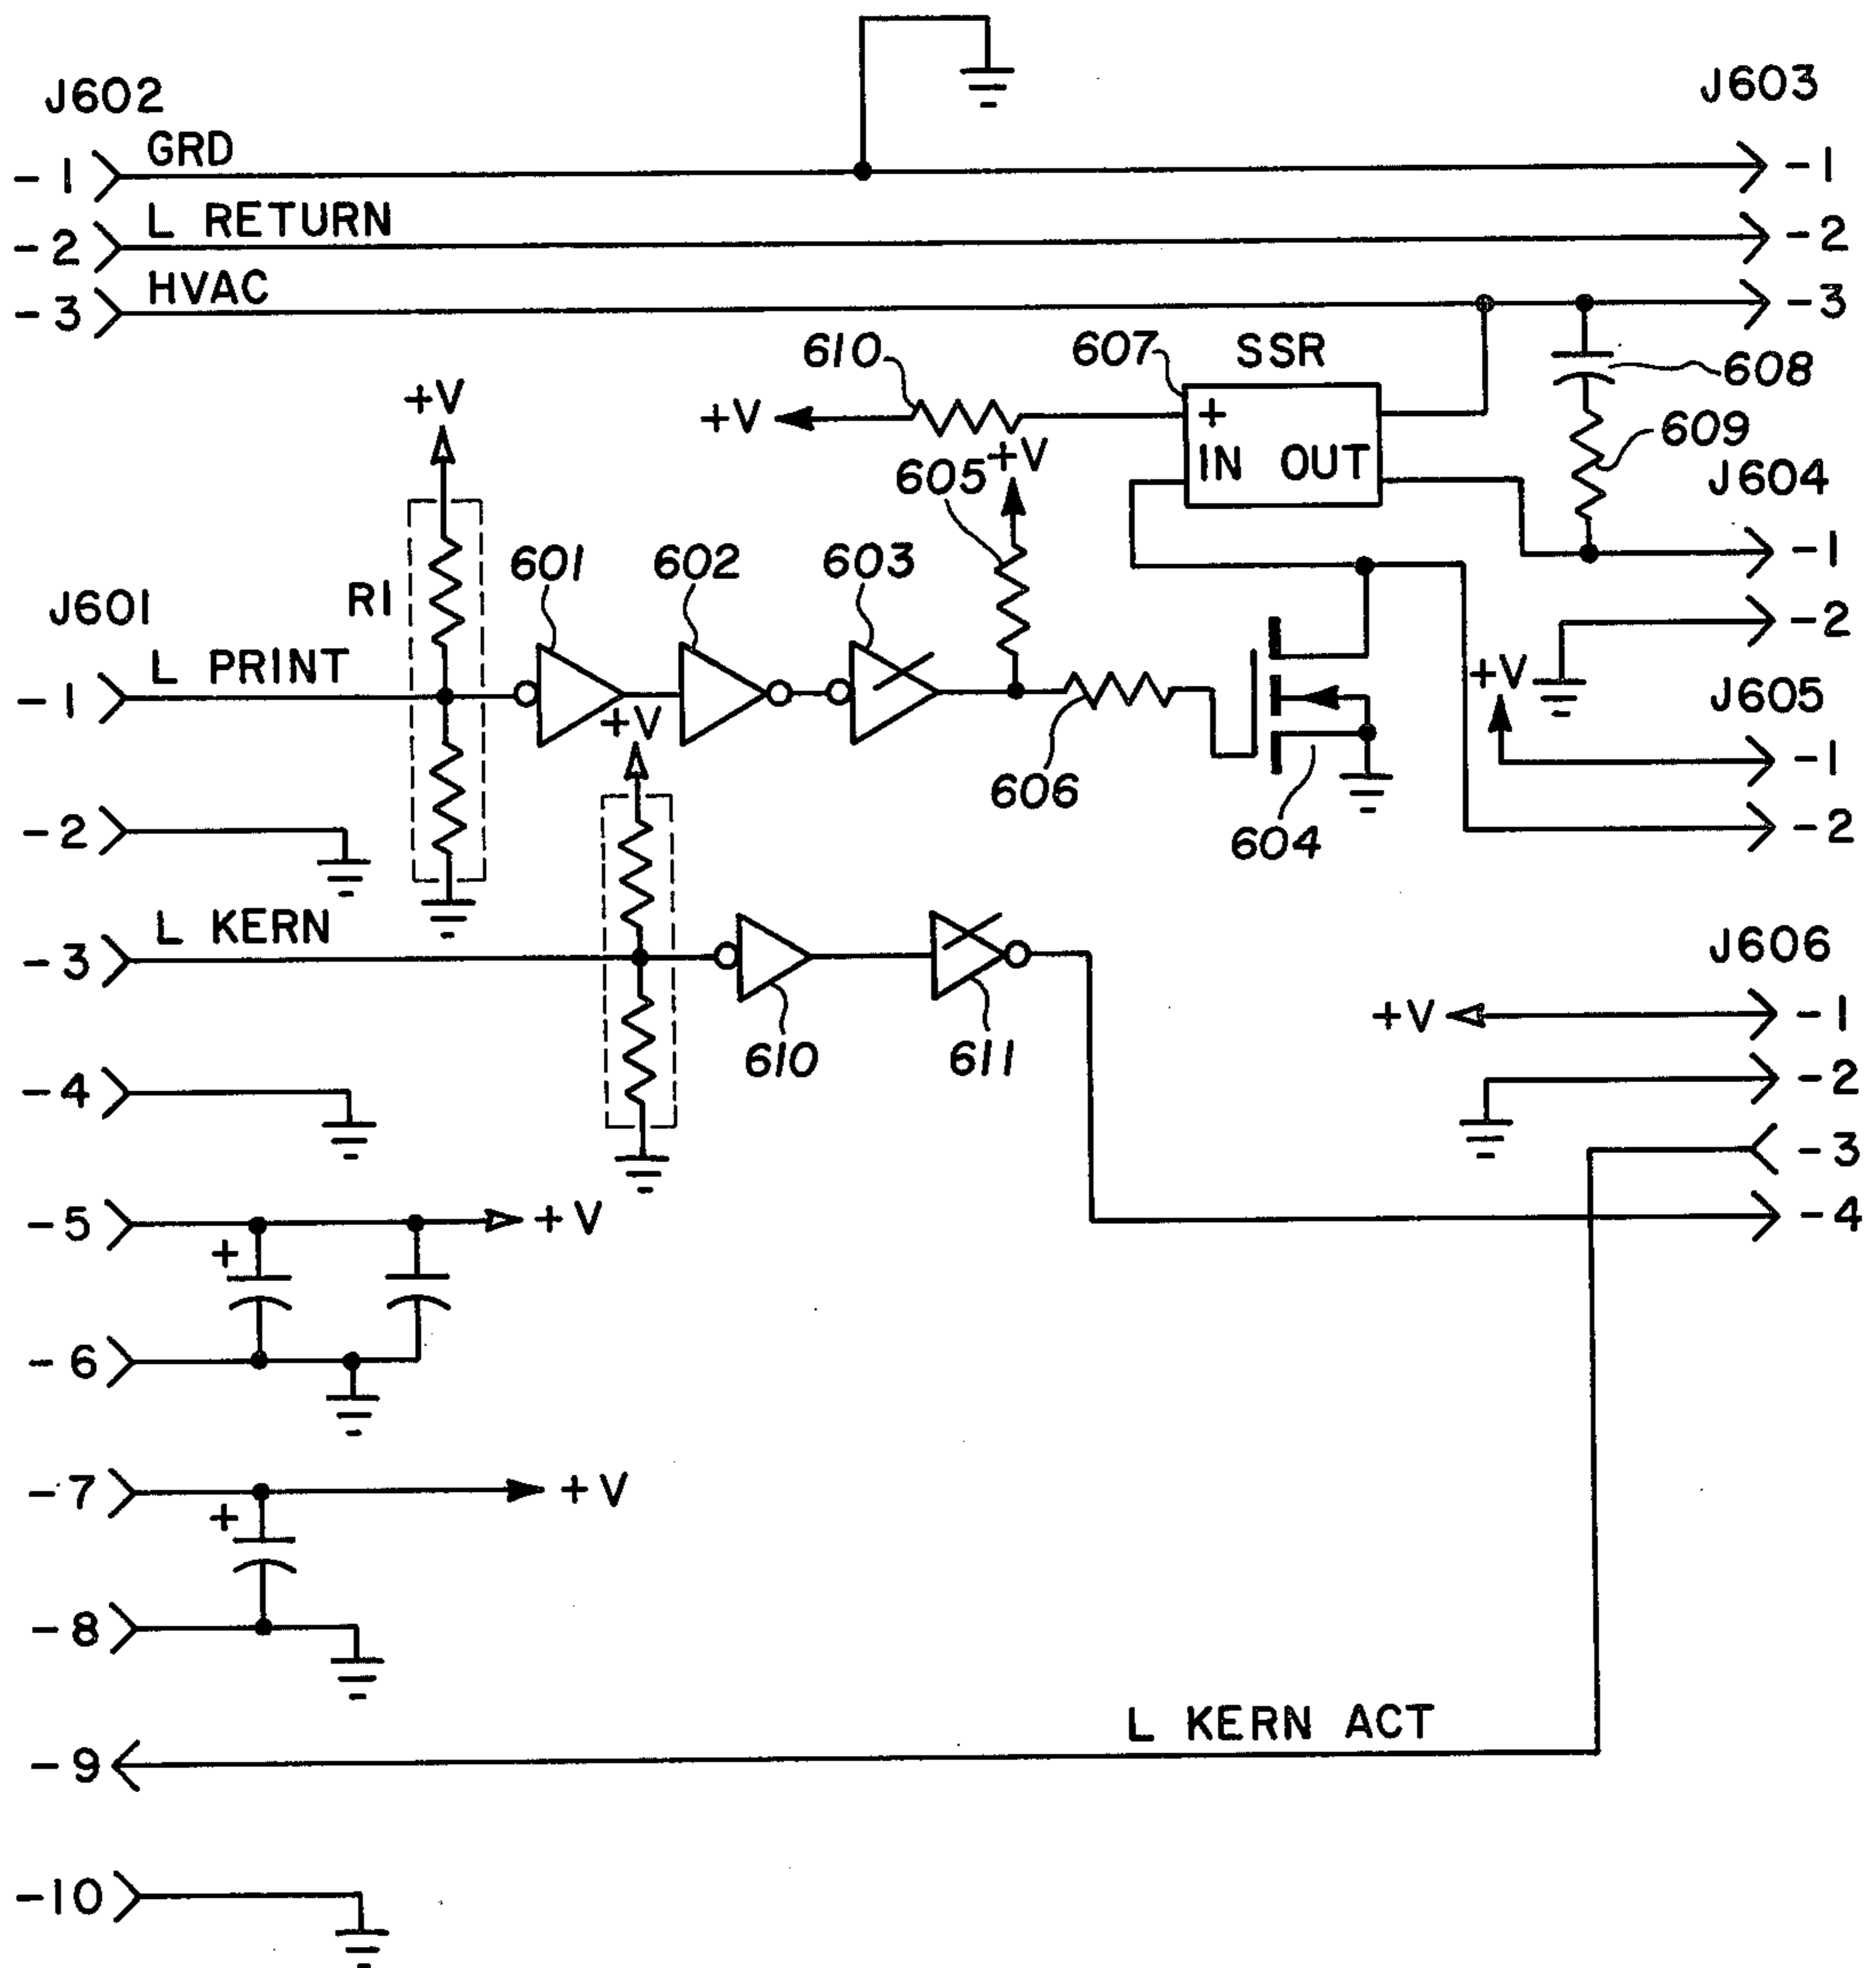 J602
J603
-1 GRD -1
-2 L RETURN -2
-3 HVAC -3
610 607 SSR 608
+V +V + 609
605 +V IN OUT J604
601 602 603 -1
R1
J601 -2
-1 L PRINT +V J605
+V -1
606
-2 604 -2
-3 L KERN J606
+V -1
610 611
-4 -2
-3
-5 +V -4
+
-6
-7 +V
+
-8
L KERN ACT
-9
-10